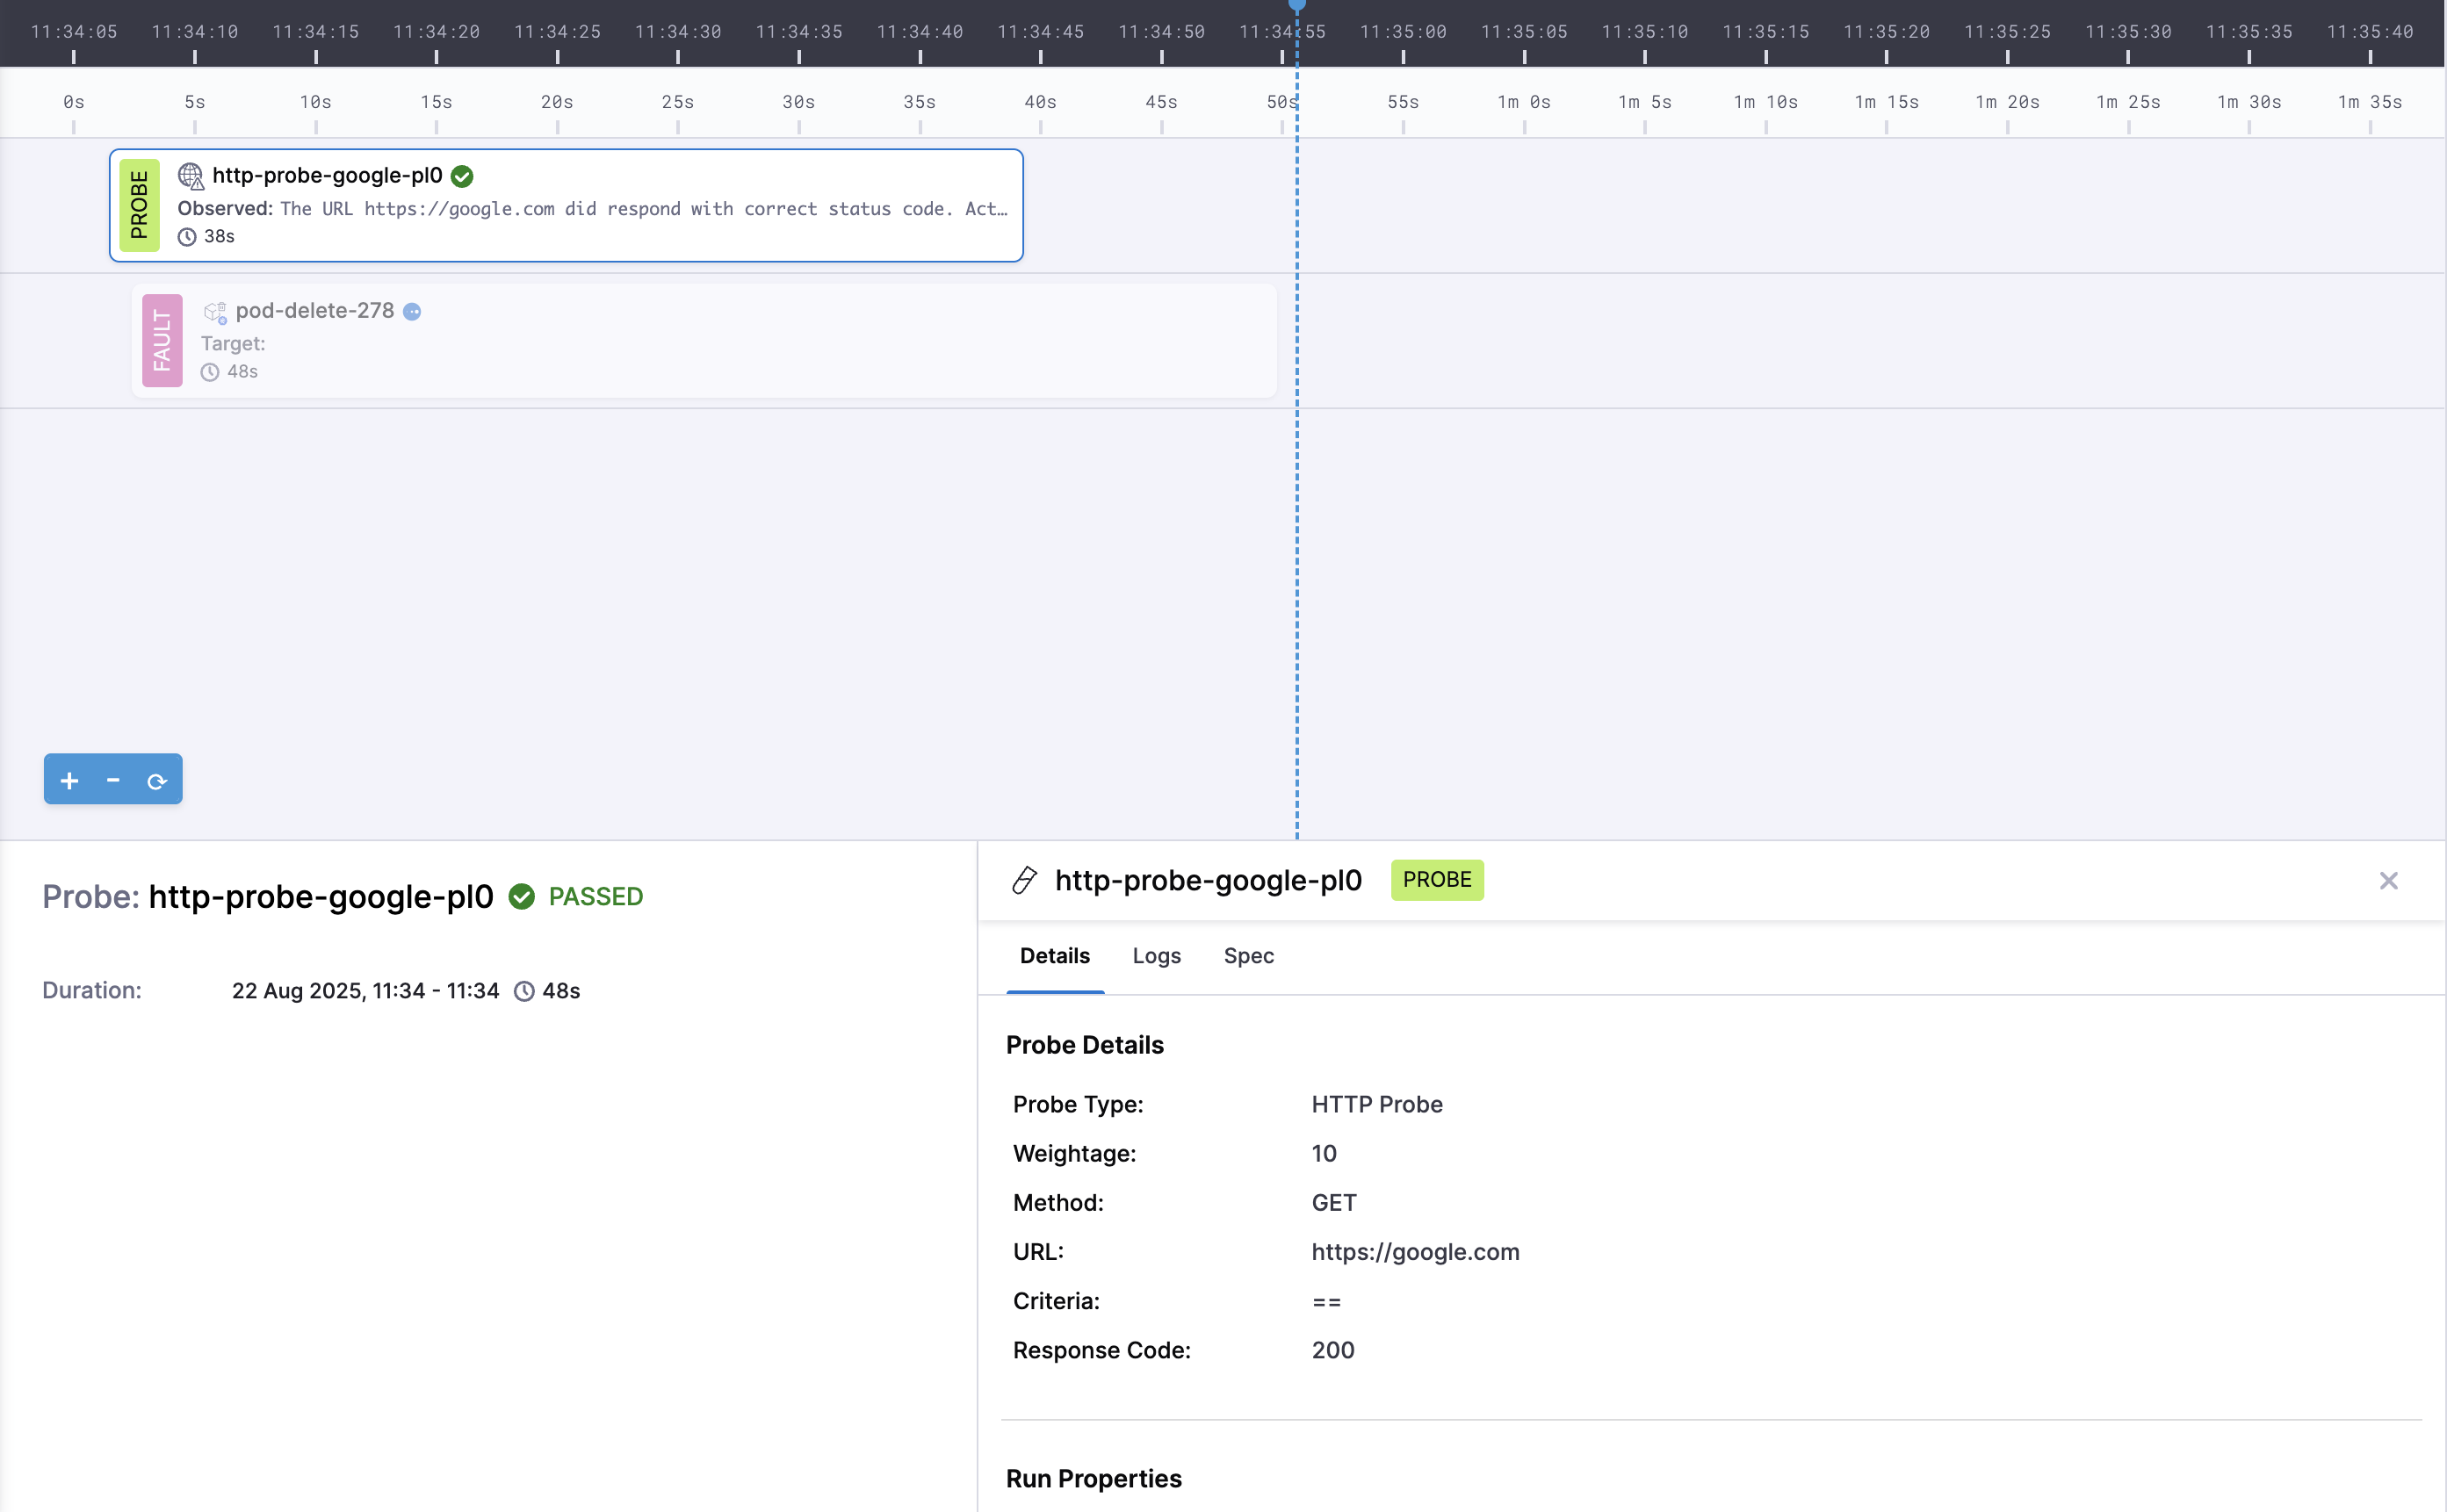 11:34:05 11:34:10 11:34:15 11:34:20 11:34:25 11:34:30 11:34:35 11:34:40 11:34:45 11:34:50 11:34:55 11:35:00 11:35:05 11:35:10 11:35:15 11:35:20 11:35:25 11:35:30 11:35:35 11:35:40
0s 5s 10s 15s 20s 25s 30s 35s 40s 45s 50s 55s 1m 0s 1m 5s 1m 10s 1m 15s 1m 20s 1m 25s 1m 30s 1m 35s
PROBE
http-probe-google-pl0
Observed: The URL https://google.com did respond with correct status code. Act…
38s
FAULT
pod-delete-278
Target:
48s
+ - ⟳
Probe: http-probe-google-pl0 PASSED
Duration: 22 Aug 2025, 11:34 - 11:34 48s
http-probe-google-pl0 PROBE
Details Logs Spec
Probe Details
Probe Type: HTTP Probe
Weightage: 10
Method: GET
URL: https://google.com
Criteria: ==
Response Code: 200
Run Properties